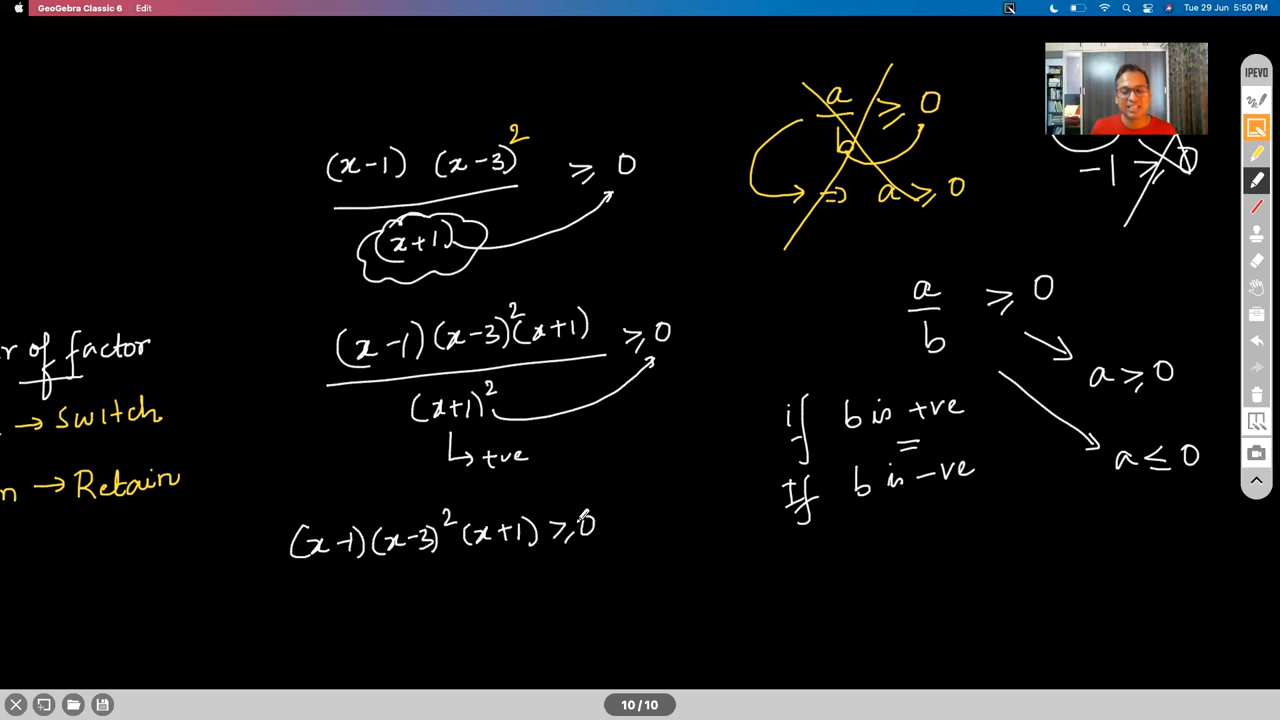 GeoGebra Classic 6 Edit
Tue 29 Jun 5:50 PM
IPEVO
(x-1) (x-3)² ≥ 0
(x+1)
(x-1)(x-3)²(x+1) ≥ 0
(x+1)²
↳ +ve
(x-1)(x-3)²(x+1) ≥ 0
r of factor
→ Switch
n → Retain
a/b ≥ 0
⇒ a ≥ 0
-1 ≥ 0
a/b ≥ 0
a ≥ 0
if b is +ve
a ≤ 0
If b is -ve
10 / 10